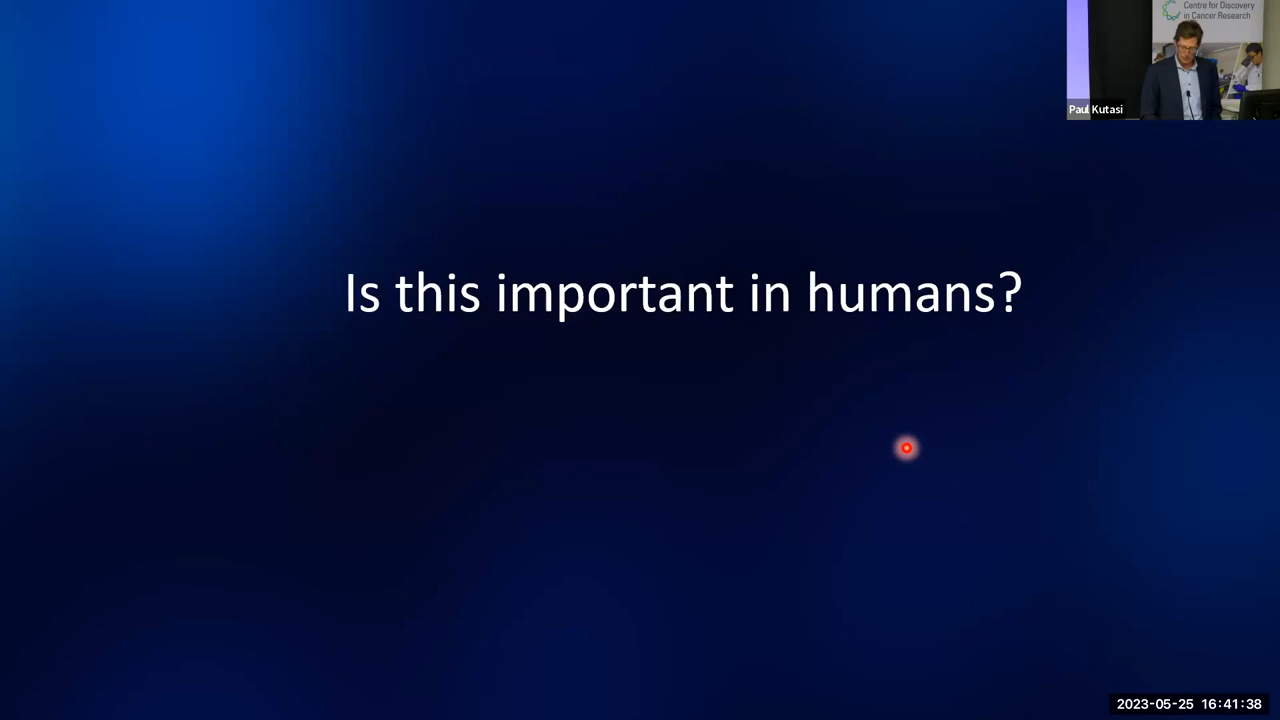 Centre for Discovery
in Cancer Research
Paul Kutasi
Is this important in humans?
2023-05-25 16:41:38